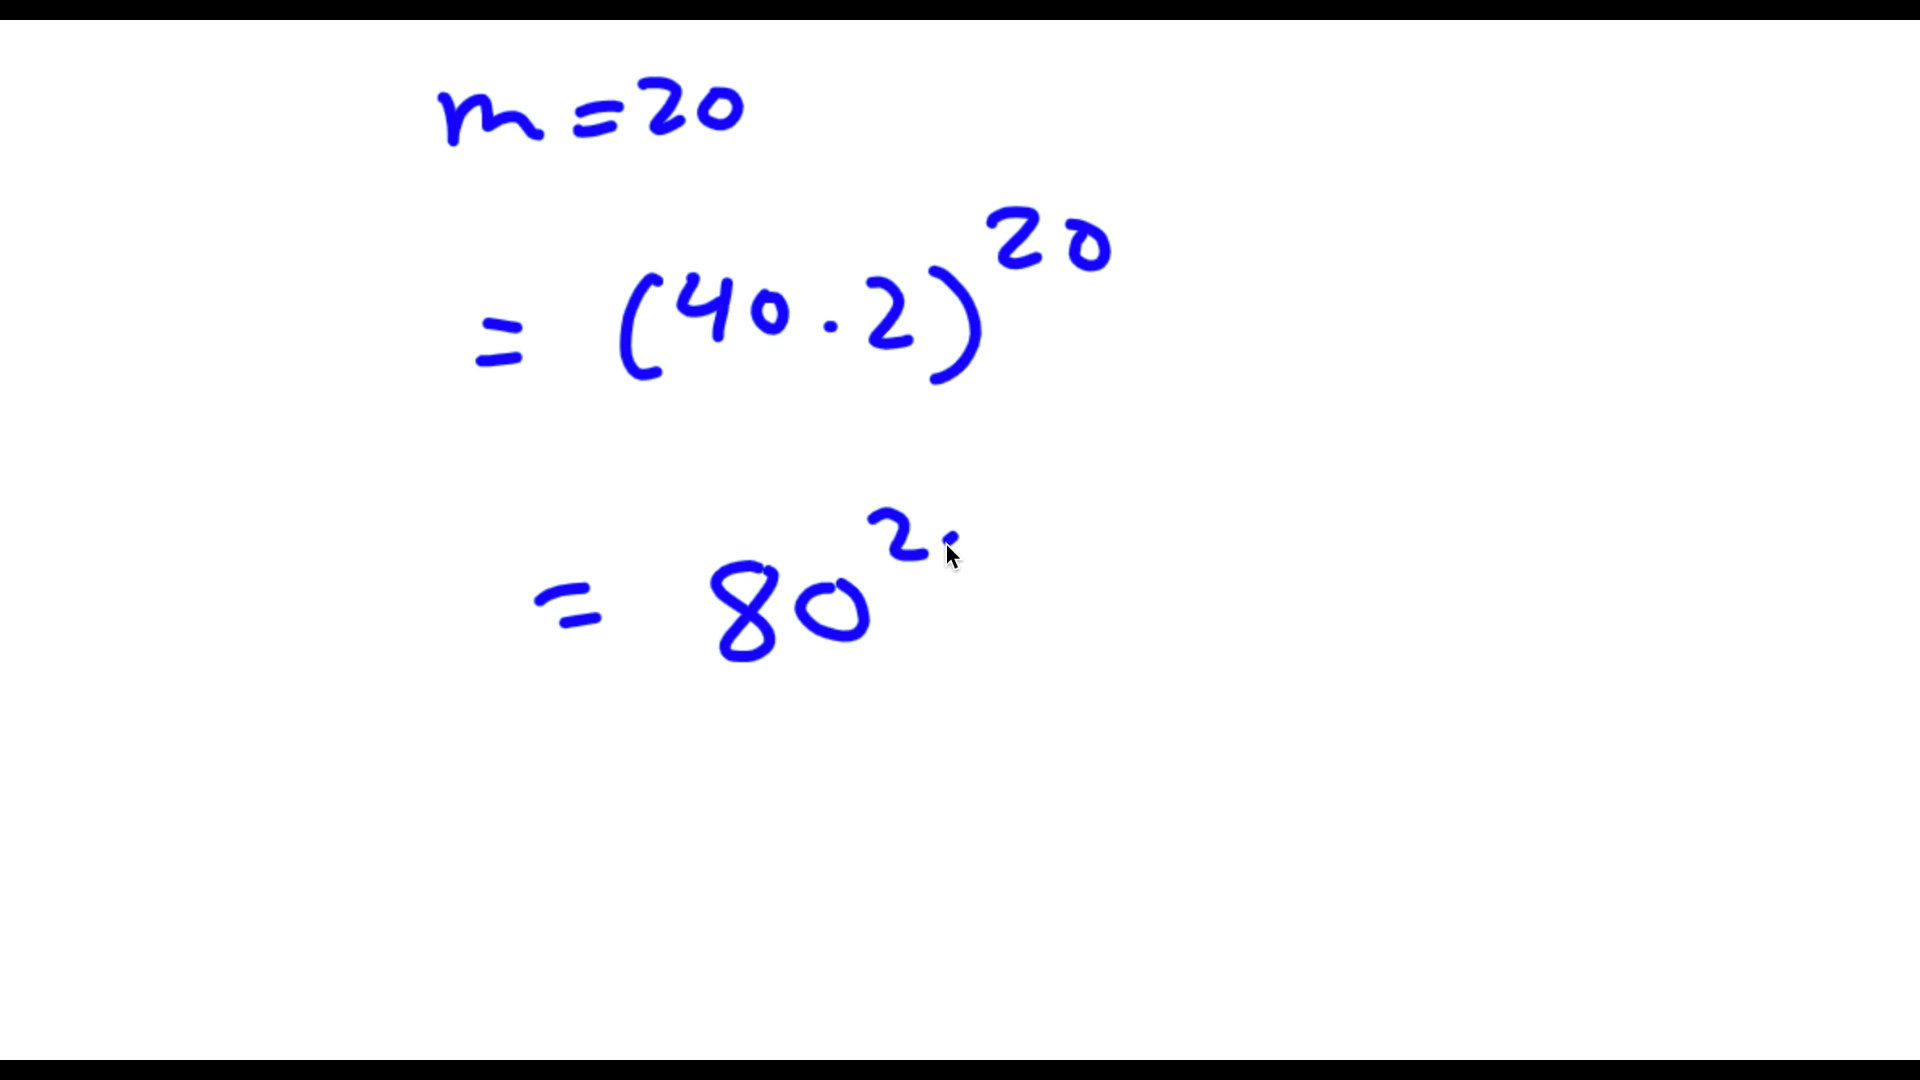 m = 20
= (40 . 2)^20
= 80^2.